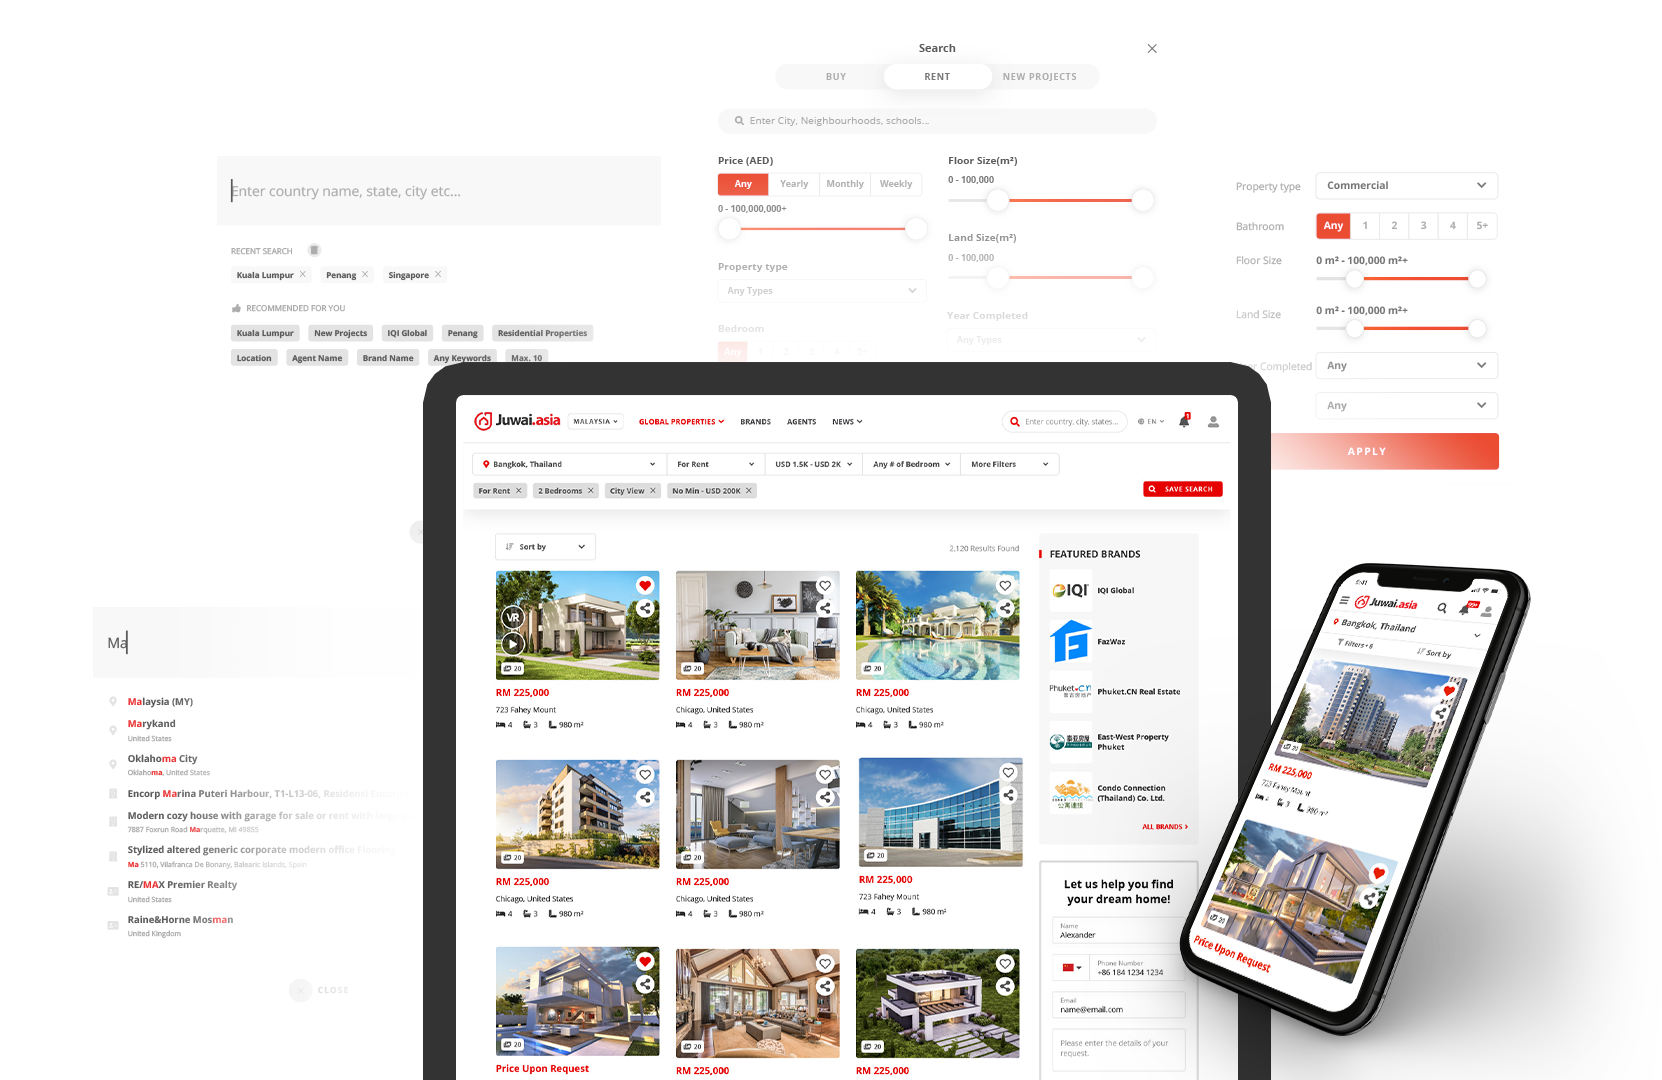 Search
BUY RENT NEW PROJECTS
Enter City, Neighbourhoods, schools...
Price (AED)
Any Yearly Monthly Weekly
0 - 100,000,000+
Property type
Any Types
Bedroom
Any 1 2 3 4 5+
Floor Size(m²)
0 - 100,000
Land Size(m²)
0 - 100,000
Year Completed
Any Types
Enter country name, state, city etc...
RECENT SEARCH
Kuala Lumpur Penang Singapore
RECOMMENDED FOR YOU
Kuala Lumpur New Projects IQI Global Penang Residential Properties
Location Agent Name Brand Name Any Keywords Max. 10
Property type Commercial
Bathroom Any 1 2 3 4 5+
Floor Size 0 m² - 100,000 m²+
Land Size 0 m² - 100,000 m²+
Completed Any
Any
APPLY
Ma
Malaysia (MY)
Marykand
United States
Oklahoma City
Oklahoma, United States
Encorp Marina Puteri Harbour, T1-L13-06,
Modern cozy house with garage for sale or rent with
7887 Foxrun Road Marquette, MI 49855
Stylized altered generic corporate modern office
Ma 5110, Vilafranca De Bonany, Balearic Islands, Spain
RE/MAX Premier Realty
United States
Raine&Horne Mosman
United Kingdom
CLOSE
Juwai.asia MALAYSIA GLOBAL PROPERTIES BRANDS AGENTS NEWS Enter country, city, states... EN 1
Bangkok, Thailand For Rent USD 1.5K - USD 2K Any # of Bedroom More Filters
For Rent 2 Bedrooms City View No Min - USD 200K SAVE SEARCH
Sort by
2,120 Results Found
VR
20 20 20
RM 225,000 RM 225,000 RM 225,000
723 Fahey Mount Chicago, United States Chicago, United States
4 3 980 m² 4 3 980 m² 4 3 980 m²
20 20 20
RM 225,000 RM 225,000 RM 225,000
Chicago, United States Chicago, United States 723 Fahey Mount
4 3 980 m² 4 3 980 m² 4 3 980 m²
20 20 20
Price Upon Request RM 225,000 RM 225,000
FEATURED BRANDS
IQI IQI Global
FazWaz
Phuket.cn Phuket.CN Real Estate
East-West Property
Phuket
Condo Connection
(Thailand) Co. Ltd.
ALL BRANDS >
Let us help you find
your dream home!
Name
Alexander
Phone Number
+86 184 1234 1234
Email
name@email.com
Please enter the details of your
request.
9:41
Juwai.asia 99+
Bangkok, Thailand
Filters • 8 Sort by
20
RM 225,000
723 Fahey Mount
4 3 980 m²
20
Price Upon Request